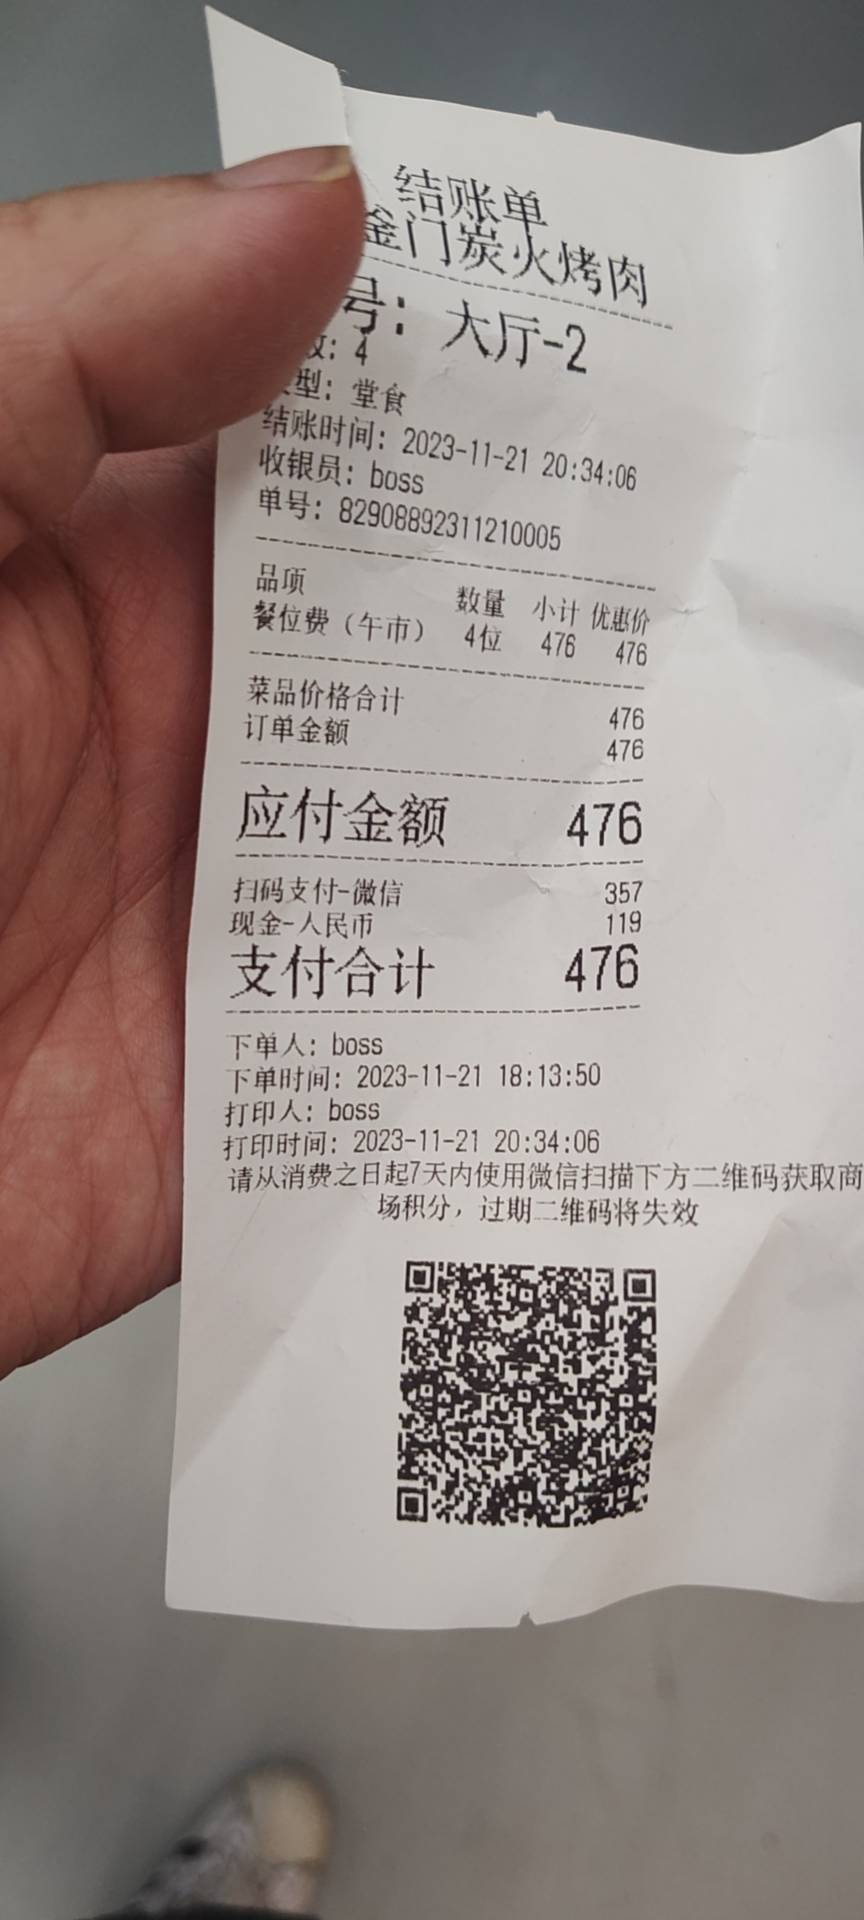 结账单
金门炭火烤肉
号：大厅-2
数：4
类型：堂食
结账时间：2023-11-21 20:34:06
收银员：boss
单号：82908892311210005
品项 数量 小计 优惠价
餐位费（午市） 4位 476 476
菜品价格合计 476
订单金额 476
应付金额 476
扫码支付-微信 357
现金-人民币 119
支付合计 476
下单人：boss
下单时间：2023-11-21 18:13:50
打印人：boss
打印时间：2023-11-21 20:34:06
请从消费之日起7天内使用微信扫描下方二维码获取商
场积分，过期二维码将失效